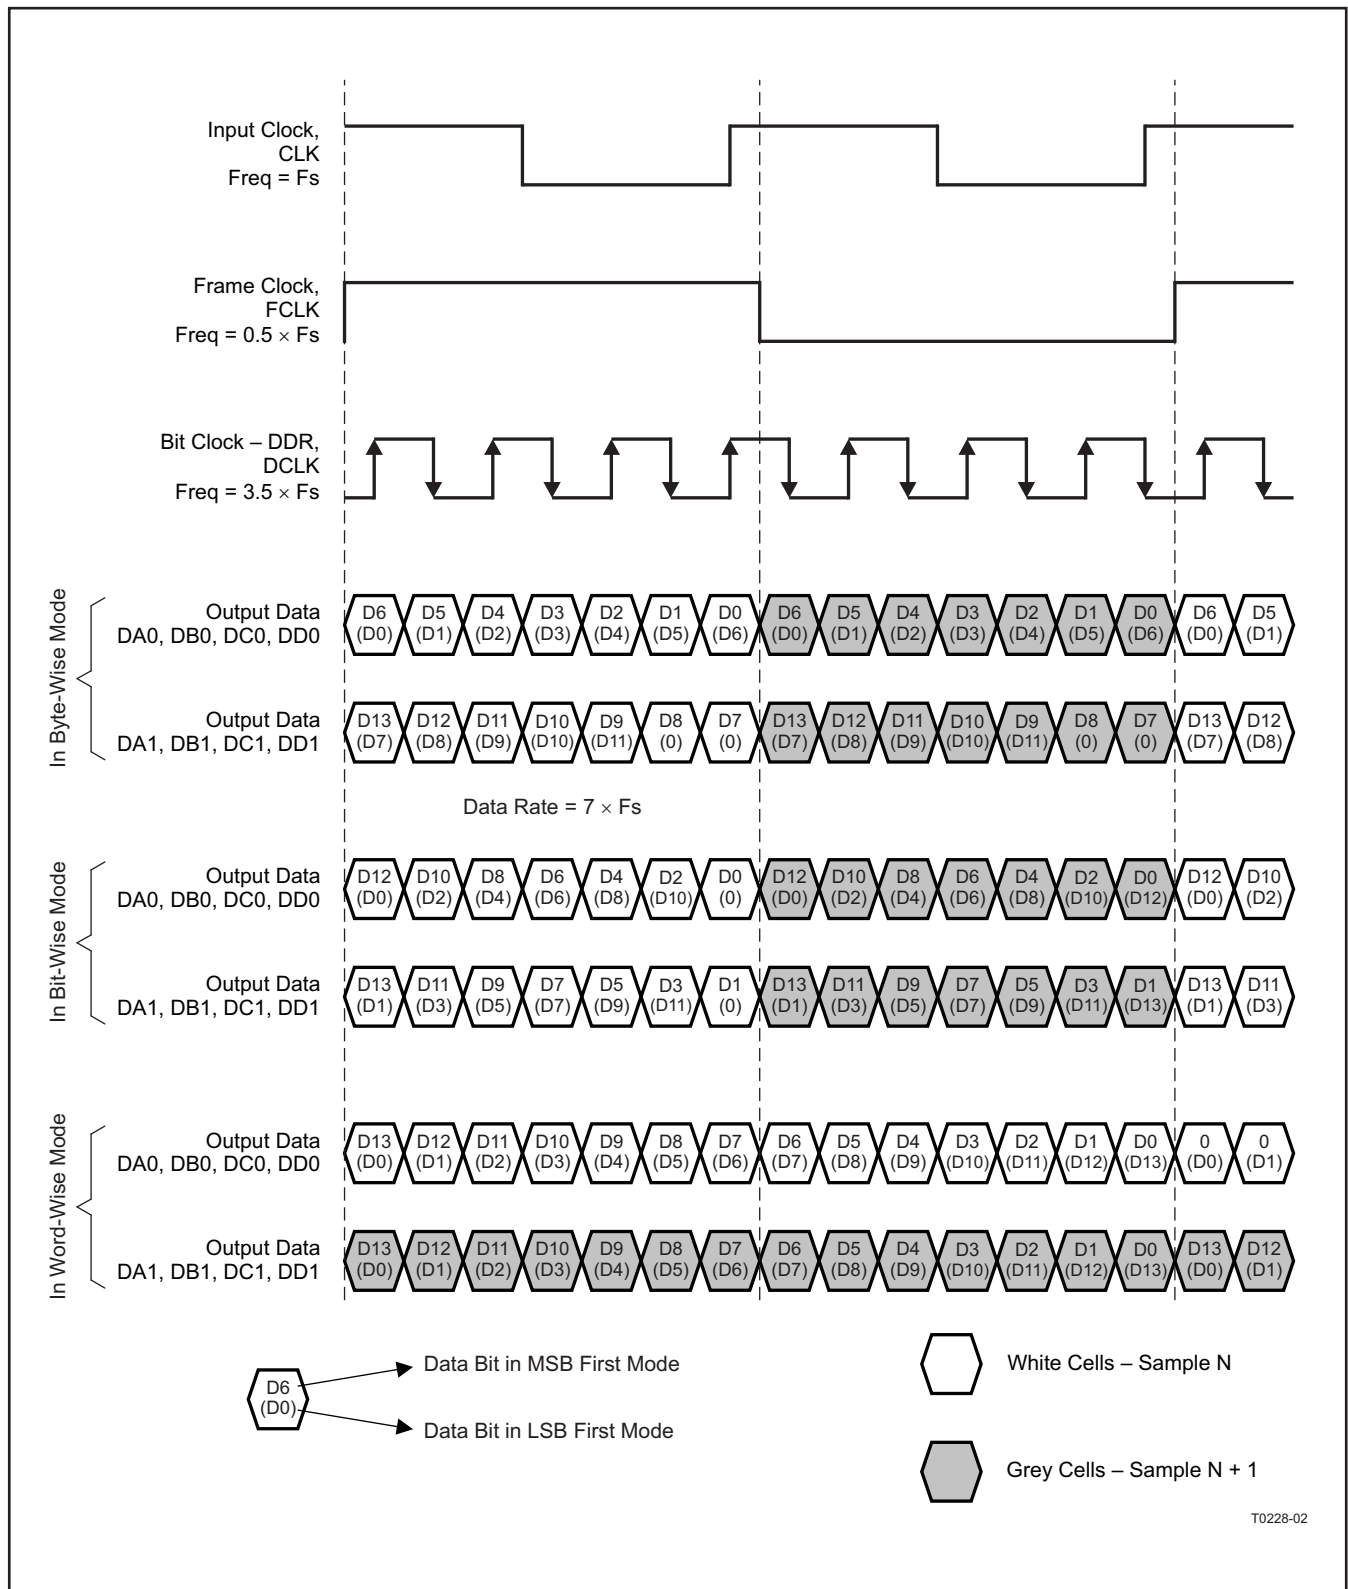 Input Clock,
CLK
Freq = Fs
Frame Clock,
FCLK
Freq = 0.5 × Fs
Bit Clock – DDR,
DCLK
Freq = 3.5 × Fs
In Byte-Wise Mode
Output Data
DA0, DB0, DC0, DD0
D6 D5 D4 D3 D2 D1 D0 D6 D5 D4 D3 D2 D1 D0 D6 D5
(D0) (D1) (D2) (D3) (D4) (D5) (D6) (D0) (D1) (D2) (D3) (D4) (D5) (D6) (D0) (D1)
Output Data
DA1, DB1, DC1, DD1
D13 D12 D11 D10 D9 D8 D7 D13 D12 D11 D10 D9 D8 D7 D13 D12
(D7) (D8) (D9) (D10) (D11) (0) (0) (D7) (D8) (D9) (D10) (D11) (0) (0) (D7) (D8)
Data Rate = 7 × Fs
In Bit-Wise Mode
Output Data
DA0, DB0, DC0, DD0
D12 D10 D8 D6 D4 D2 D0 D12 D10 D8 D6 D4 D2 D0 D12 D10
(D0) (D2) (D4) (D6) (D8) (D10) (0) (D0) (D2) (D4) (D6) (D8) (D10) (D12) (D0) (D2)
Output Data
DA1, DB1, DC1, DD1
D13 D11 D9 D7 D5 D3 D1 D13 D11 D9 D7 D5 D3 D1 D13 D11
(D1) (D3) (D5) (D7) (D9) (D11) (0) (D1) (D3) (D5) (D7) (D9) (D11) (D13) (D1) (D3)
In Word-Wise Mode
Output Data
DA0, DB0, DC0, DD0
D13 D12 D11 D10 D9 D8 D7 D6 D5 D4 D3 D2 D1 D0 0 0
(D0) (D1) (D2) (D3) (D4) (D5) (D6) (D7) (D8) (D9) (D10) (D11) (D12) (D13) (D0) (D1)
Output Data
DA1, DB1, DC1, DD1
D13 D12 D11 D10 D9 D8 D7 D6 D5 D4 D3 D2 D1 D0 D13 D12
(D0) (D1) (D2) (D3) (D4) (D5) (D6) (D7) (D8) (D9) (D10) (D11) (D12) (D13) (D0) (D1)
D6
(D0)
Data Bit in MSB First Mode
Data Bit in LSB First Mode
White Cells – Sample N
Grey Cells – Sample N + 1
T0228-02